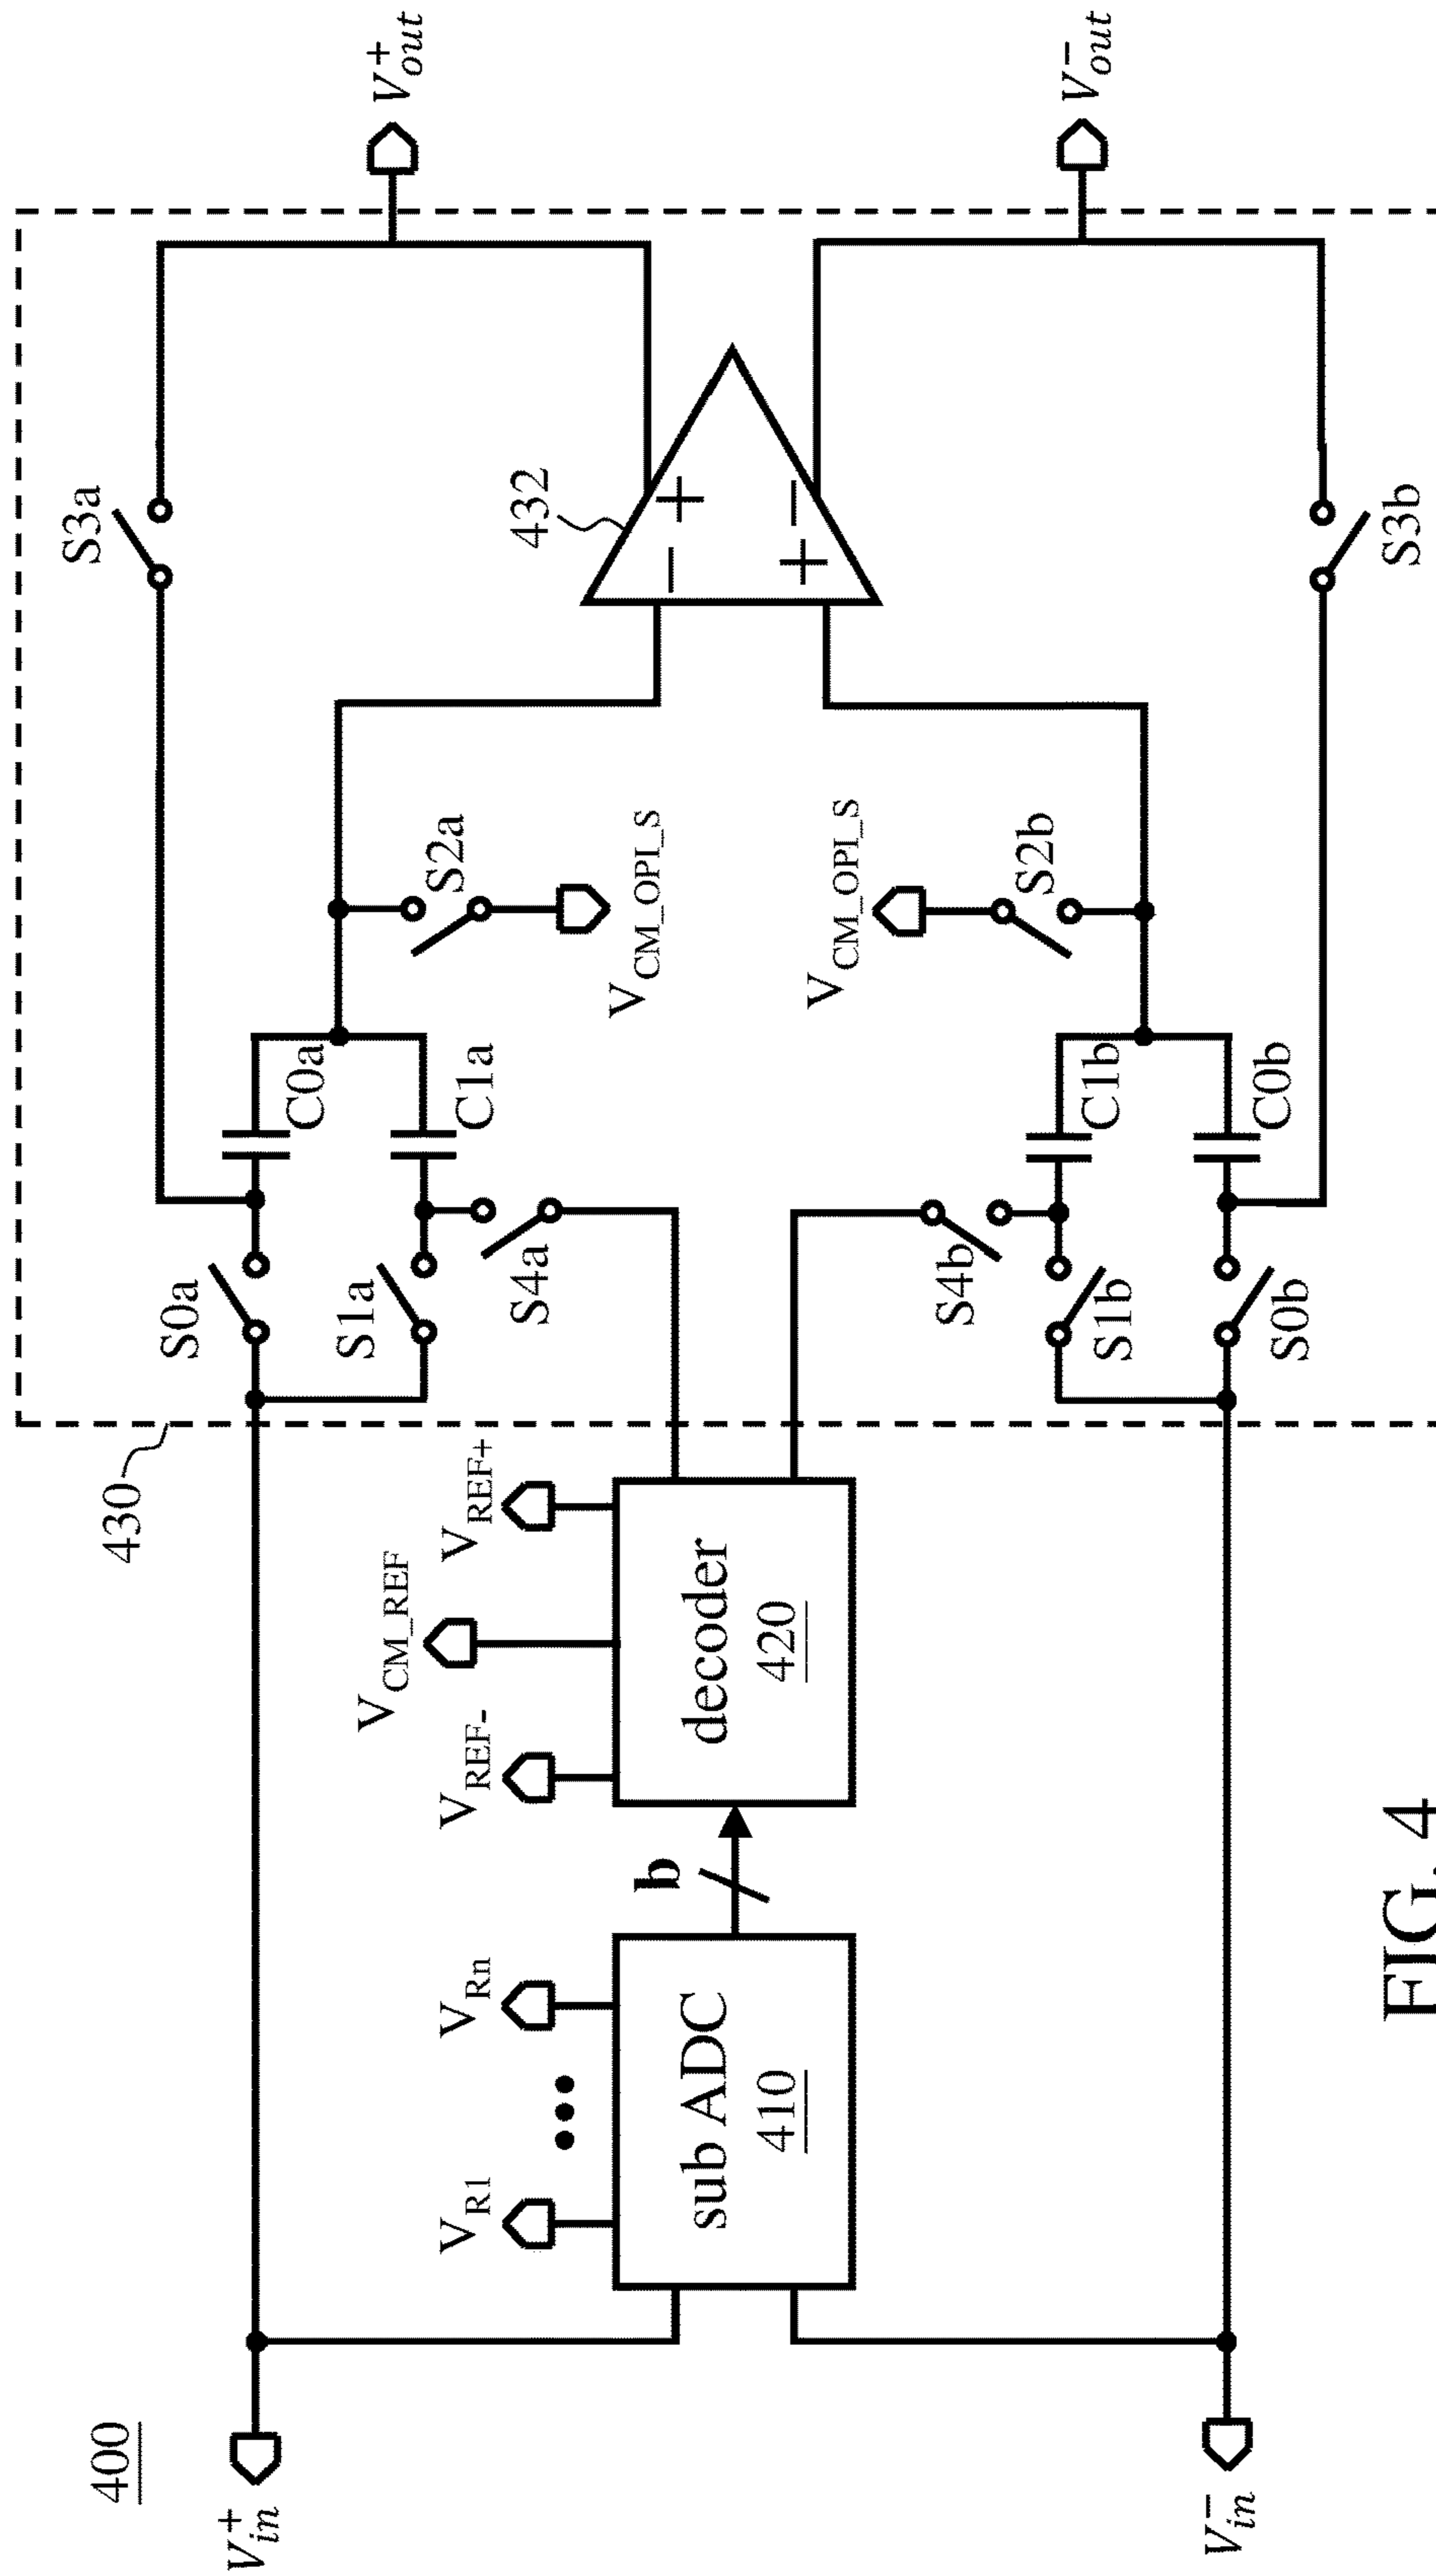 400
430
S3a
V+out
S0a
C0a
V+in
S1a
C1a
S2a
VCM_REF
S4a
432
VR1
VRn
VREF-
VREF+
VCM_OPI_S
− +
sub ADC
410
b
decoder
420
+ −
VCM_OPI_S
S4b
S2b
S1b
C1b
V−in
S0b
C0b
V−out
S3b
FIG. 4